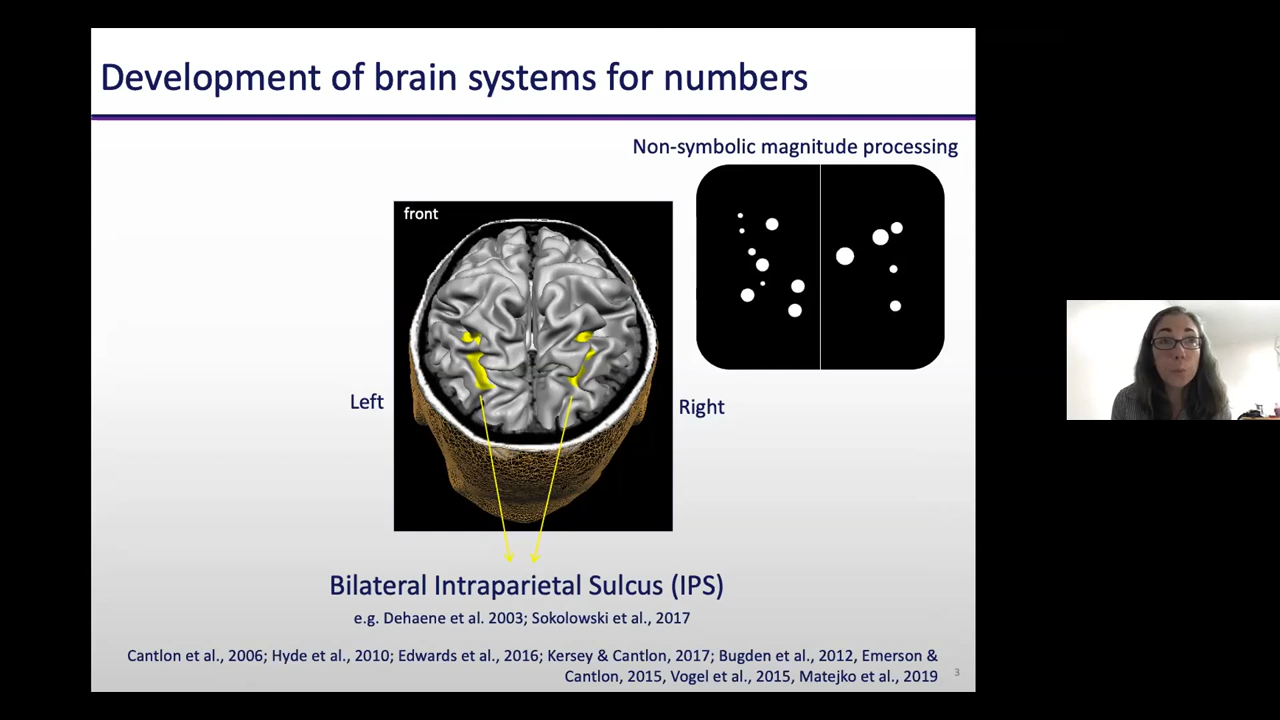 Development of brain systems for numbers
Non-symbolic magnitude processing
front
Left
Right
Bilateral Intraparietal Sulcus (IPS)
e.g. Dehaene et al. 2003; Sokolowski et al., 2017
Cantlon et al., 2006; Hyde et al., 2010; Edwards et al., 2016; Kersey & Cantlon, 2017; Bugden et al., 2012, Emerson &
Cantlon, 2015, Vogel et al., 2015, Matejko et al., 2019
3